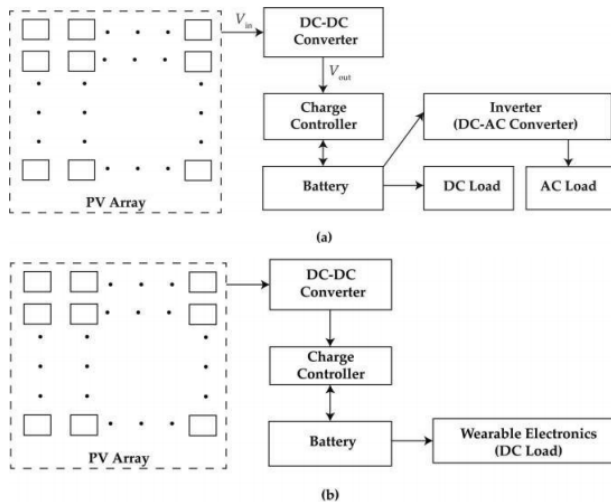 V_in
DC-DC
Converter
V_out
Charge
Controller
Inverter
(DC-AC Converter)
Battery
DC Load
AC Load
PV Array
(a)
DC-DC
Converter
Charge
Controller
Battery
Wearable Electronics
(DC Load)
PV Array
(b)